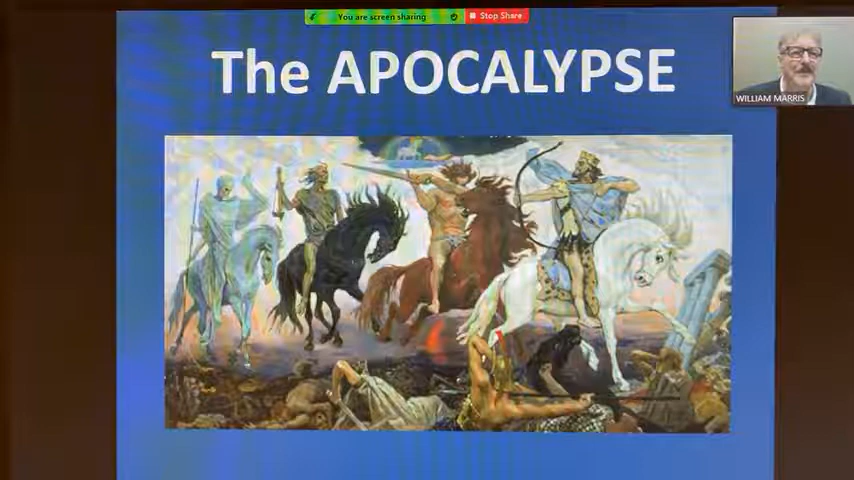 You are screen sharing
Stop Share
The APOCALYPSE
WILLIAM MARRIS